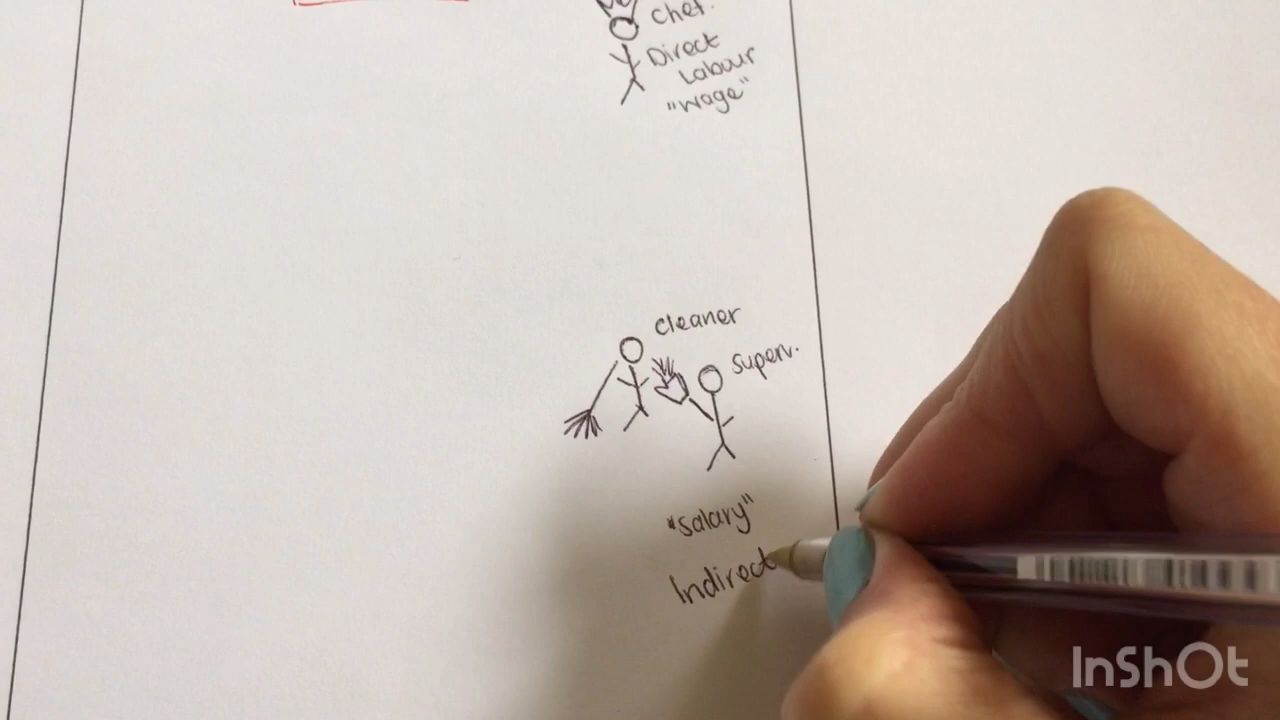 chef.
Direct
Labour
"wage"
cleaner
superv.
"salary"
Indirect
InShOt